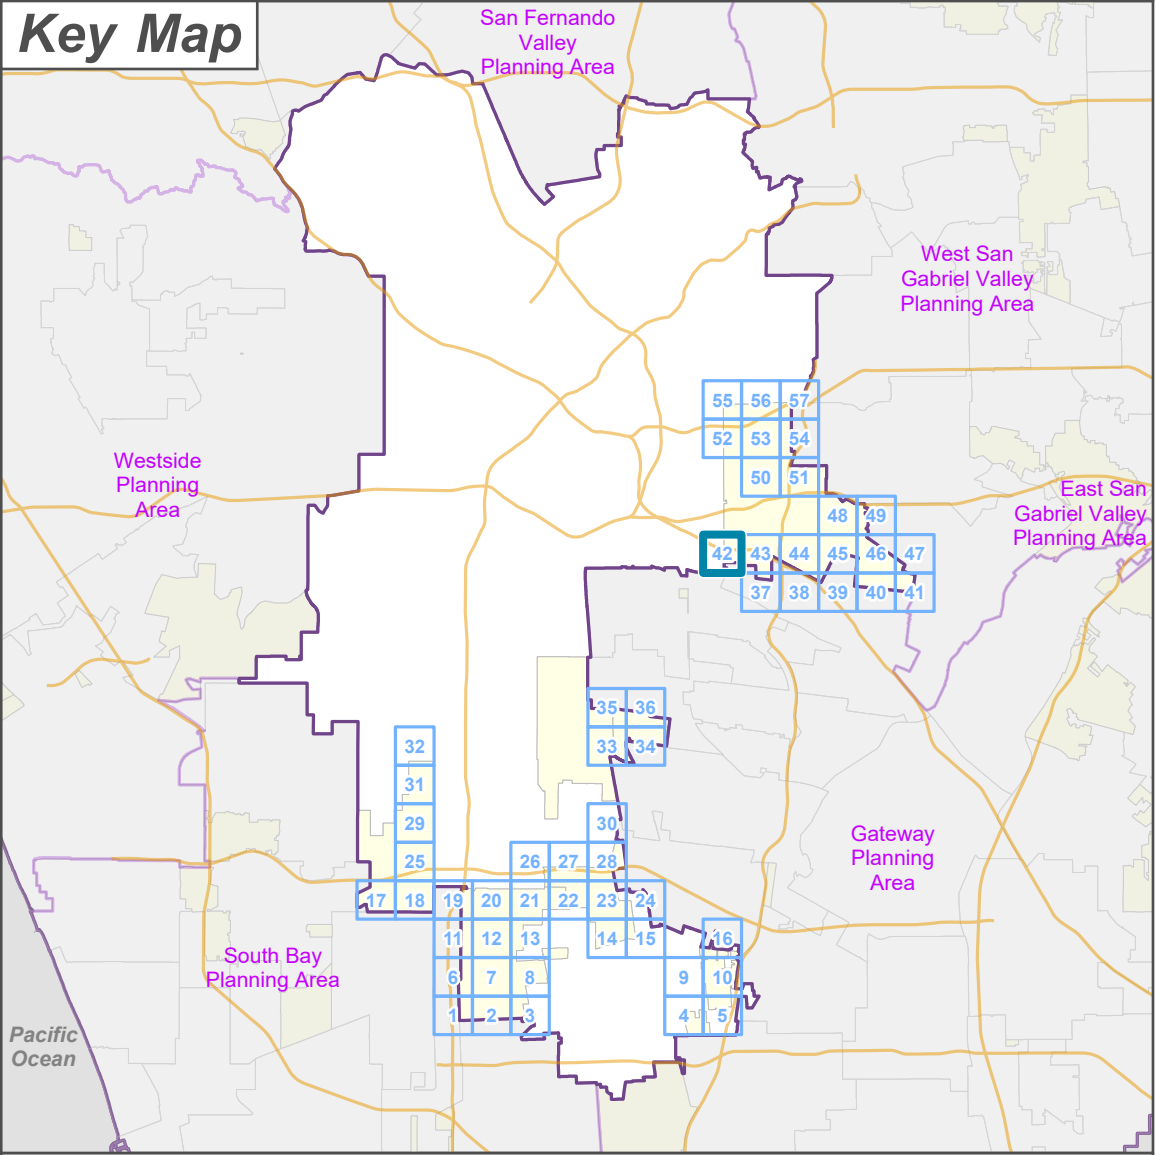 Key Map
San Fernando
Valley
Planning Area
West San
Gabriel Valley
Planning Area
55 56 57
52 53 54
Westside
Planning
Area
50 51
East San
Gabriel Valley
Planning Area
48 49
42 43 44 45 46 47
37 38 39 40 41
35 36
33 34
32
31
29
30
Gateway
Planning
Area
25 26 27 28
17 18 19 20 21 22 23 24
11 12 13 14 15 16
South Bay
Planning Area
6 7 8 9 10
1 2 3 4 5
Pacific
Ocean